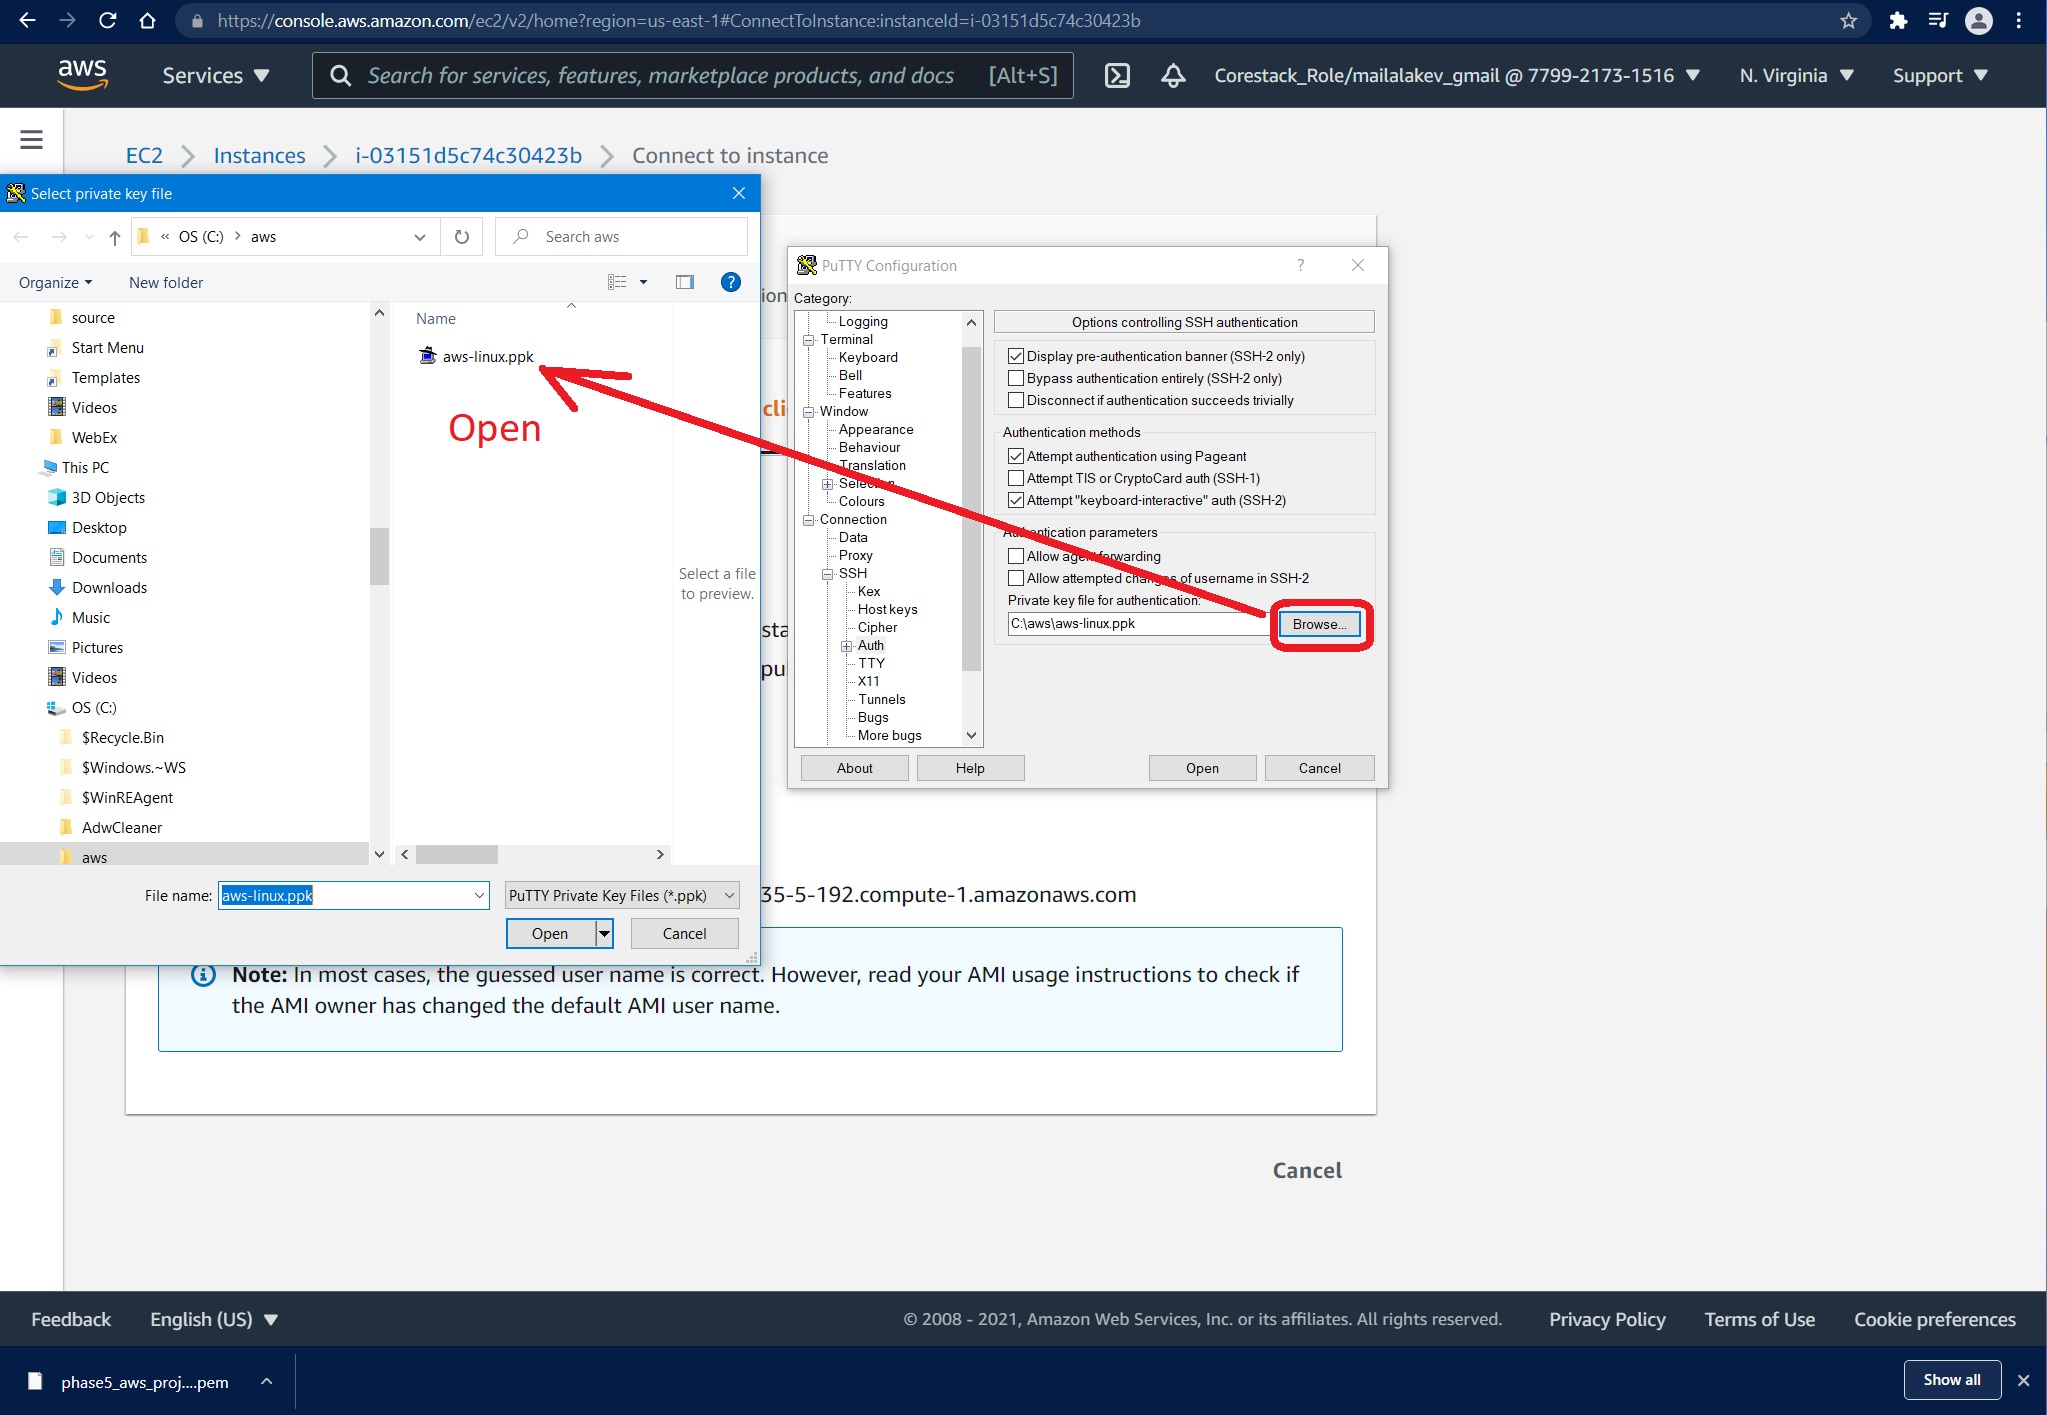 https://console.aws.amazon.com/ec2/v2/home?region=us-east-1#ConnectToInstance:instanceId=i-03151d5c74c30423b
aws
Services
Search for services, features, marketplace products, and docs [Alt+S]
Corestack_Role/mailalakev_gmail @ 7799-2173-1516
N. Virginia
Support
EC2 Instances i-03151d5c74c30423b Connect to instance
Select private key file
« OS (C:) › aws
Search aws
Organize
New folder
source
Start Menu
Templates
Videos
WebEx
This PC
3D Objects
Desktop
Documents
Downloads
Music
Pictures
Videos
OS (C:)
$Recycle.Bin
$Windows.~WS
$WinREAgent
AdwCleaner
aws
Name
aws-linux.ppk
Open
Select a file
to preview.
File name: aws-linux.ppk
PuTTY Private Key Files (*.ppk)
Open
Cancel
PuTTY Configuration
?
Category:
Logging
Terminal
Keyboard
Bell
Features
Window
Appearance
Behaviour
Translation
Selection
Colours
Connection
Data
Proxy
SSH
Kex
Host keys
Cipher
Auth
TTY
X11
Tunnels
Bugs
More bugs
Options controlling SSH authentication
Display pre-authentication banner (SSH-2 only)
Bypass authentication entirely (SSH-2 only)
Disconnect if authentication succeeds trivially
Authentication methods
Attempt authentication using Pageant
Attempt TIS or CryptoCard auth (SSH-1)
Attempt "keyboard-interactive" auth (SSH-2)
Authentication parameters
Allow agent forwarding
Allow attempted changes of username in SSH-2
Private key file for authentication:
C:\aws\aws-linux.ppk
Browse...
About
Help
Open
Cancel
ion
cli
sta
pul
35-5-192.compute-1.amazonaws.com
Note: In most cases, the guessed user name is correct. However, read your AMI usage instructions to check if
the AMI owner has changed the default AMI user name.
Cancel
Feedback
English (US)
© 2008 - 2021, Amazon Web Services, Inc. or its affiliates. All rights reserved.
Privacy Policy
Terms of Use
Cookie preferences
phase5_aws_proj....pem
Show all